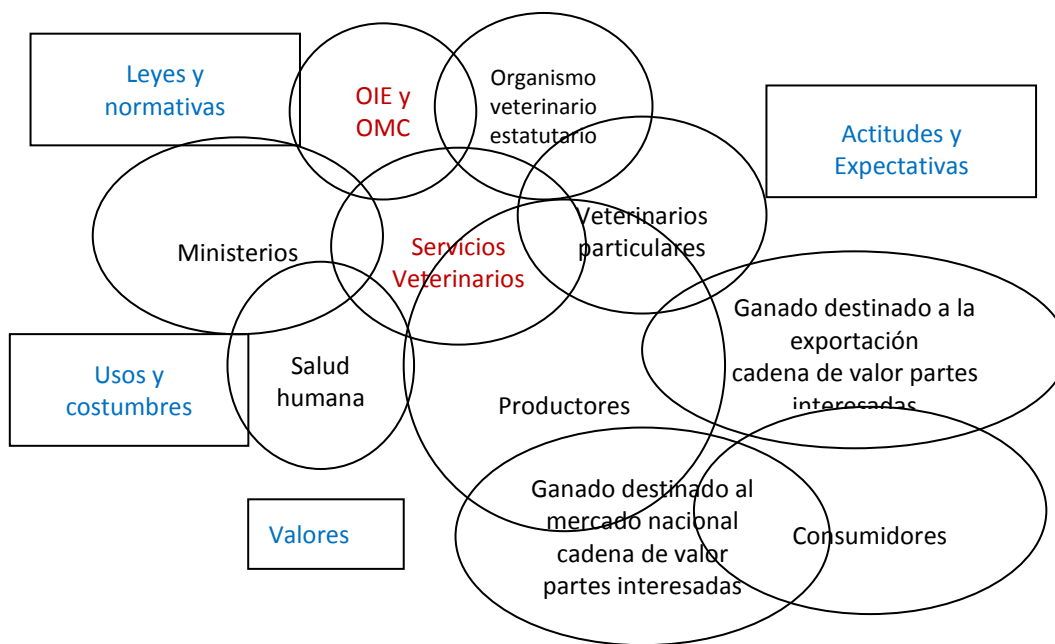 Leyes y
normativas
OIE y
OMC
Organismo
veterinario
estatutario
Actitudes y
Expectativas
Ministerios
Servicios
Veterinarios
Veterinarios
particulares
Ganado destinado a la
exportación
cadena de valor partes
interesadas
Usos y
costumbres
Salud
humana
Productores
Ganado destinado al
mercado nacional
cadena de valor
partes interesadas
Consumidores
Valores